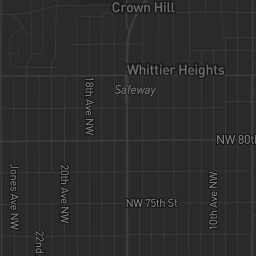 Crown Hill
Whittier Heights
Safeway
18th Ave NW
NW 80th
Jones Ave NW
20th Ave NW
10th Ave NW
NW 75th St
22nd